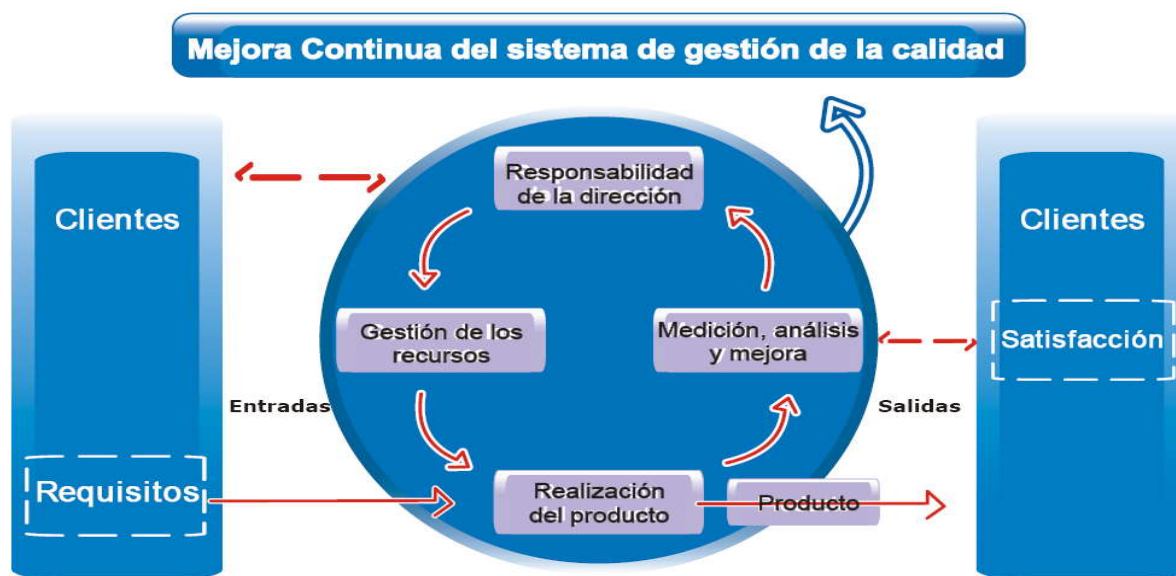 Mejora Continua del sistema de gestión de la calidad
Responsabilidad
de la dirección
Clientes
Clientes
Gestión de los
recursos
Medición, análisis
y mejora
Satisfacción
Entradas
Salidas
Requisitos
Realización
del producto
Producto